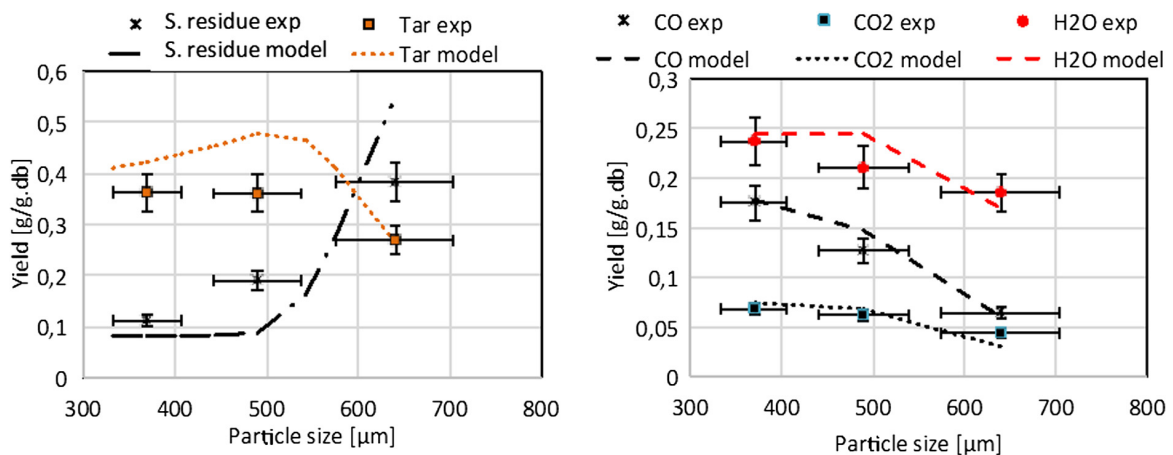 S. residue exp Tar exp
S. residue model Tar model
0,6
0,5
0,4
0,3
0,2
0,1
0
Yield [g/g.db]
300 400 500 600 700 800
Particle size [µm]
CO exp CO2 exp H2O exp
CO model CO2 model H2O model
0,3
0,25
0,2
0,15
0,1
0,05
0
Yield [g/g.db]
300 400 500 600 700 800
Particle size [µm]